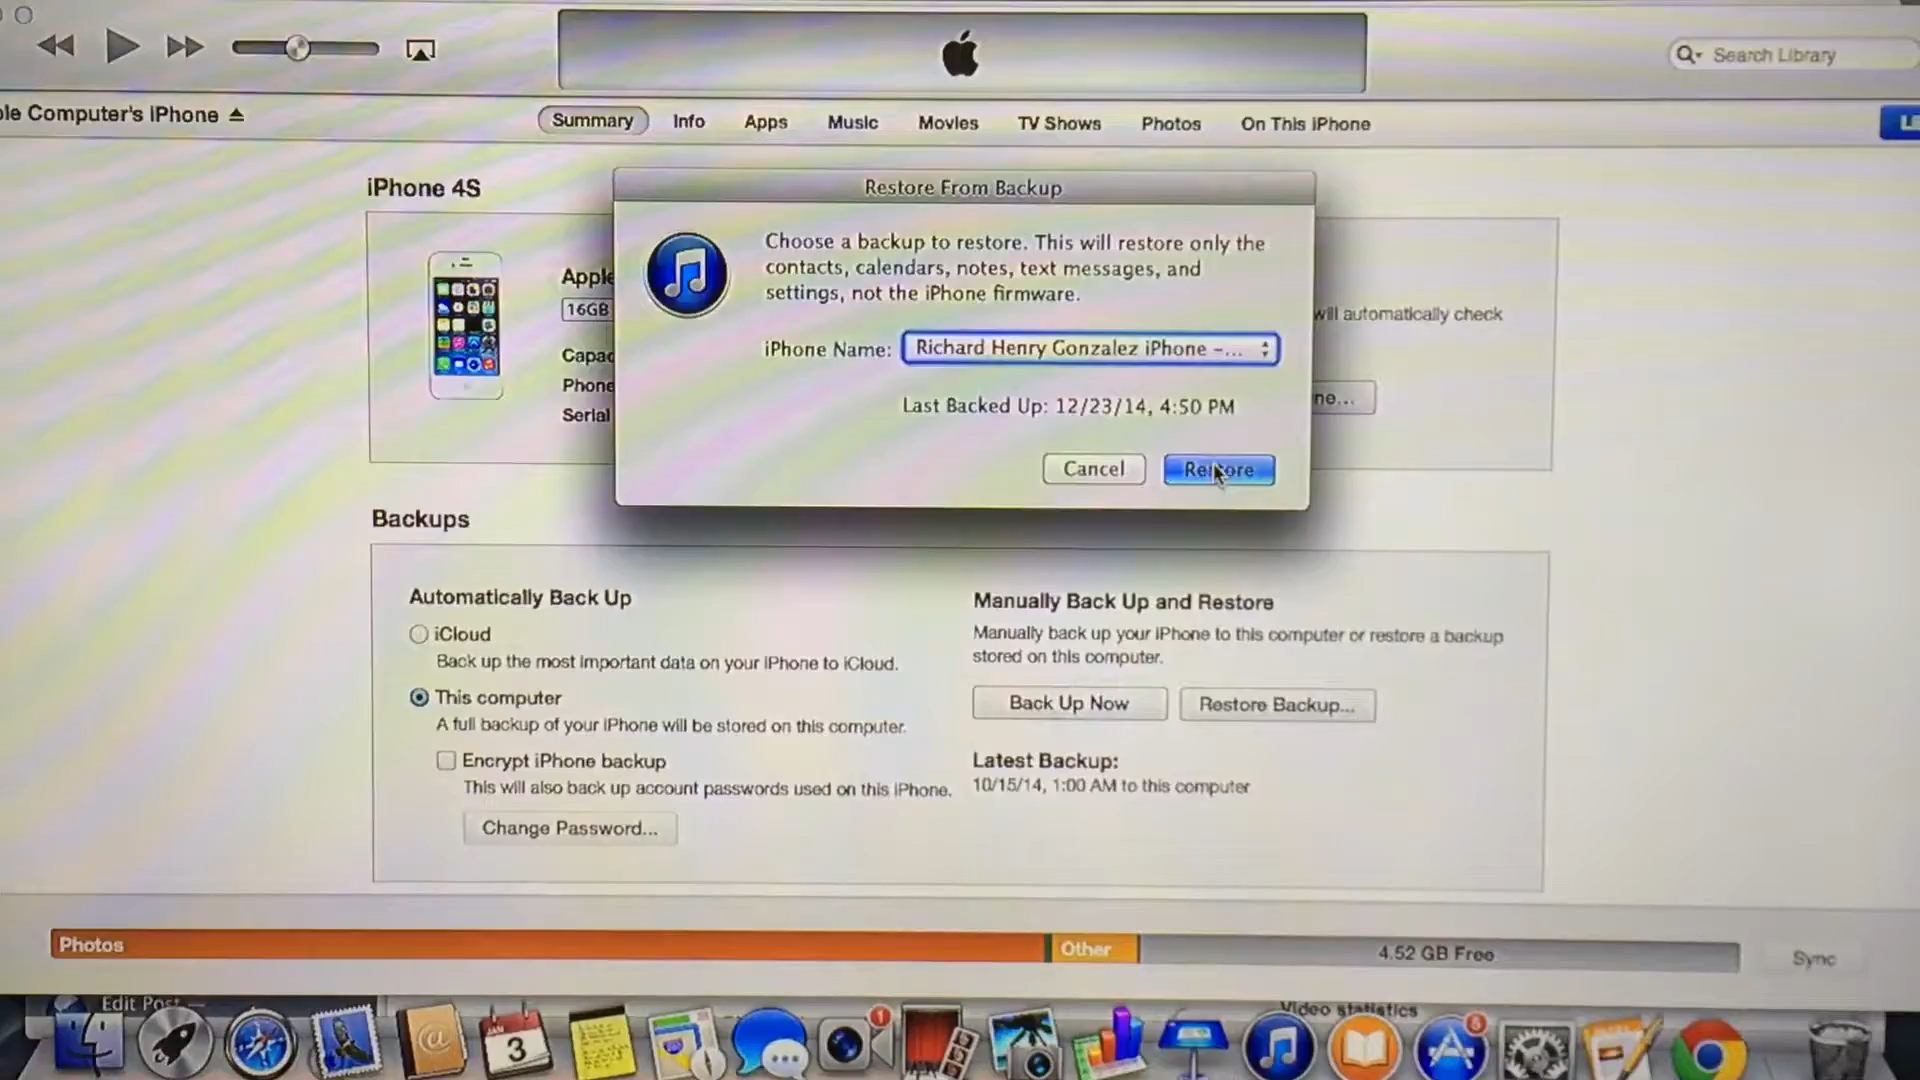 Search Library
le Computer's iPhone
Summary
Info
Apps
Music
Movies
TV Shows
Photos
On This iPhone
iPhone 4S
Restore From Backup
Choose a backup to restore. This will restore only the
contacts, calendars, notes, text messages, and
settings, not the iPhone firmware.
Apple
16GB
will automatically check
iPhone Name:
Richard Henry Gonzalez iPhone –...
Capac
Phone
ne...
Last Backed Up: 12/23/14, 4:50 PM
Serial
Cancel
Restore
Backups
Automatically Back Up
iCloud
Back up the most important data on your iPhone to iCloud.
This computer
A full backup of your iPhone will be stored on this computer.
Encrypt iPhone backup
This will also back up account passwords used on this iPhone.
Change Password...
Manually Back Up and Restore
Manually back up your iPhone to this computer or restore a backup
stored on this computer.
Back Up Now
Restore Backup...
Latest Backup:
10/15/14, 1:00 AM to this computer
Photos
Other
4.52 GB Free
Sync
Edit Post —
Video statistics
JAN
3
1